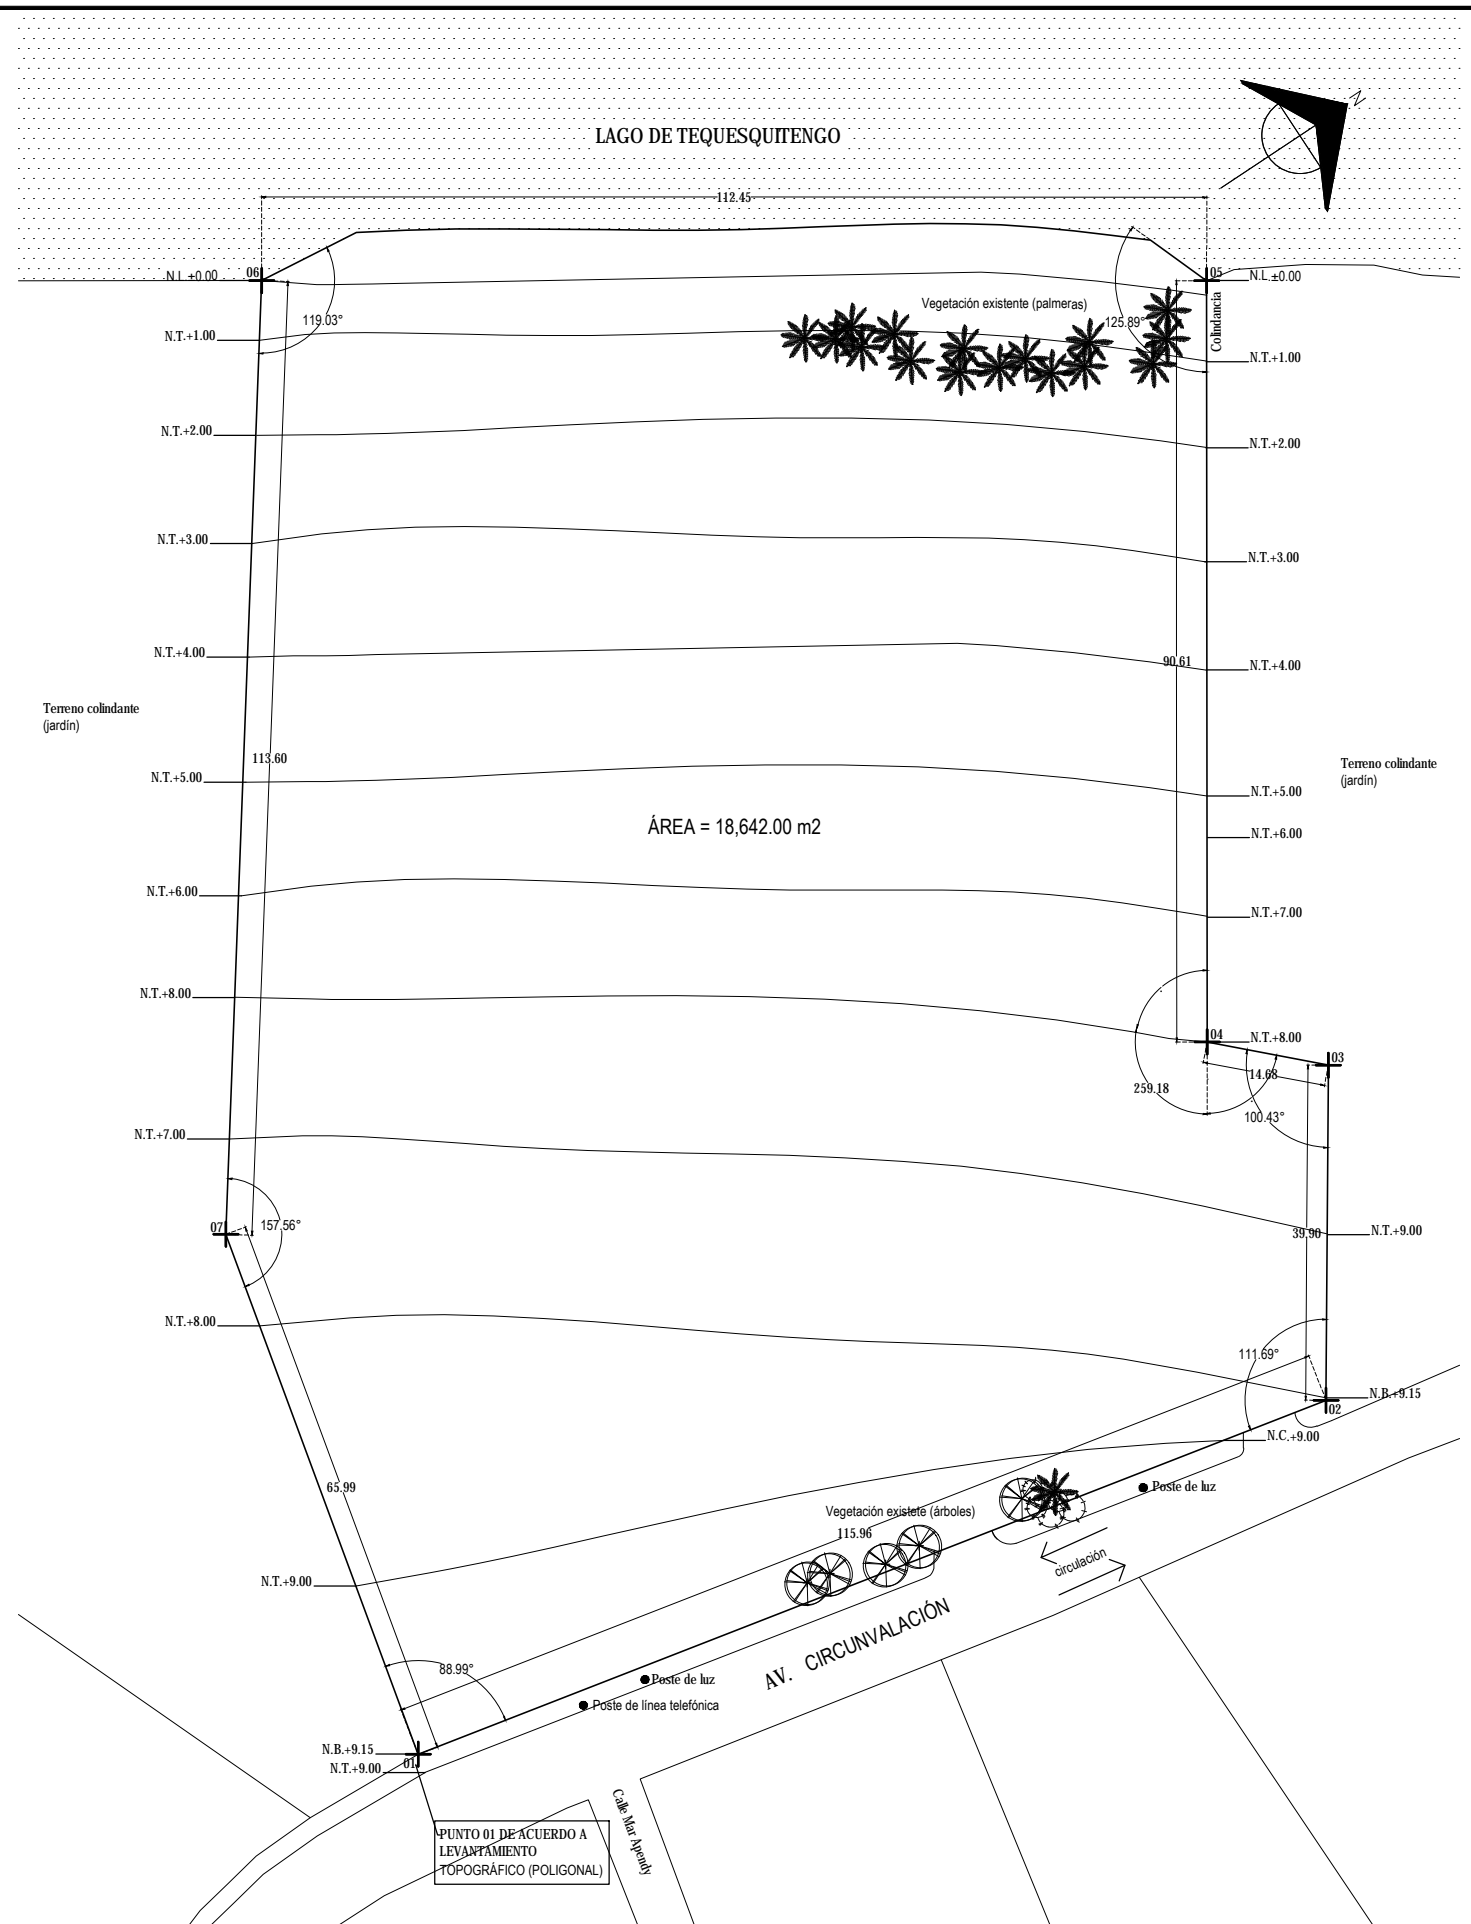 N
LAGO DE TEQUESQUITENGO
112.45
06
N.L.±0.00
05
N.L.±0.00
Vegetación existente (palmeras)
Colindancia
119.03°
125.89°
N.T.+1.00
N.T.+1.00
N.T.+2.00
N.T.+2.00
N.T.+3.00
N.T.+3.00
N.T.+4.00
90.61
N.T.+4.00
Terreno colindante
(jardín)
113.60
Terreno colindante
(jardín)
N.T.+5.00
N.T.+5.00
ÁREA = 18,642.00 m2
N.T.+6.00
N.T.+6.00
N.T.+7.00
N.T.+8.00
04
N.T.+8.00
03
14.68
259.18
100.43°
N.T.+7.00
07
157.56°
39.90
N.T.+9.00
N.T.+8.00
111.69°
N.B.+9.15
02
N.C.+9.00
65.99
Poste de luz
Vegetación existete (árboles)
115.96
circulación
N.T.+9.00
AV. CIRCUNVALACIÓN
88.99°
Poste de luz
Poste de línea telefónica
N.B.+9.15
01
N.T.+9.00
Calle Mar Apendy
PUNTO 01 DE ACUERDO A
LEVANTAMIENTO
TOPOGRÁFICO (POLIGONAL)